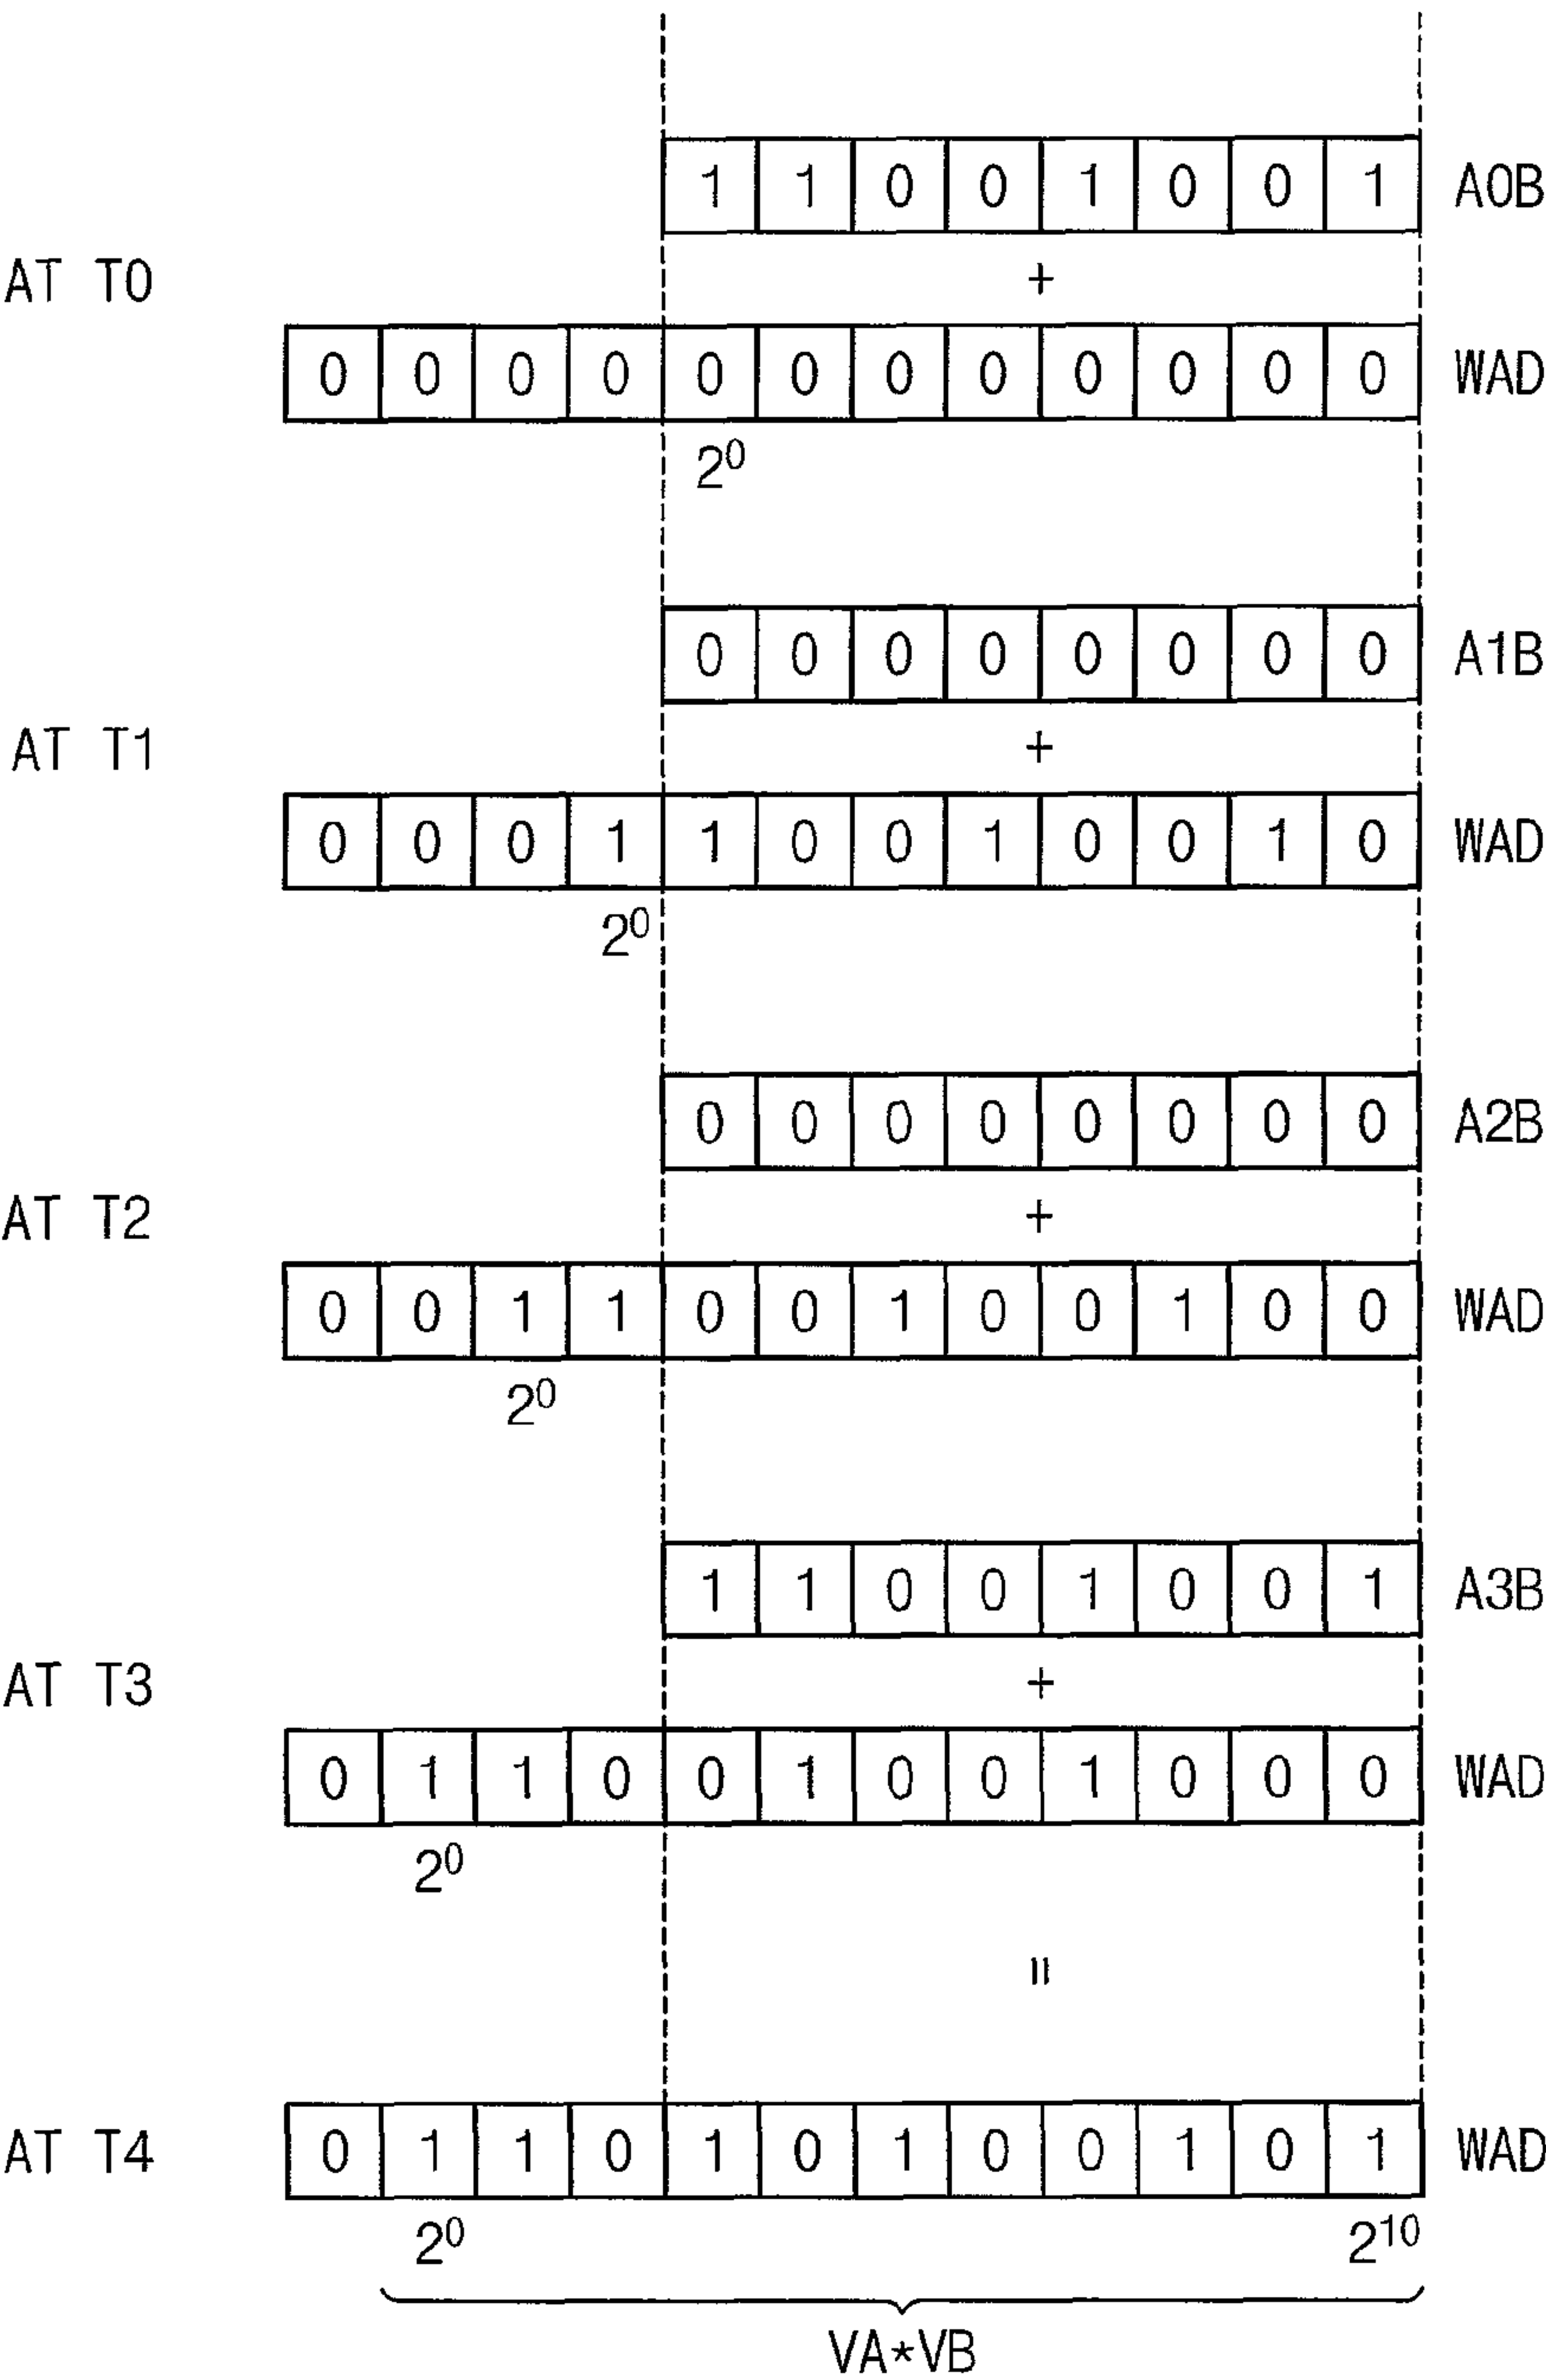 1 1 0 0 1 0 0 1 A0B
AT T0 +
0 0 0 0 0 0 0 0 0 0 0 0 WAD
2⁰
0 0 0 0 0 0 0 0 A1B
AT T1 +
0 0 0 1 1 0 0 1 0 0 1 0 WAD
2⁰
0 0 0 0 0 0 0 0 A2B
AT T2 +
0 0 1 1 0 0 1 0 0 1 0 0 WAD
2⁰
1 1 0 0 1 0 0 1 A3B
AT T3 +
0 1 1 0 0 1 0 0 1 0 0 0 WAD
2⁰
=
AT T4 0 1 1 0 1 0 1 0 0 1 0 1 WAD
2⁰ 2¹⁰
VA*VB